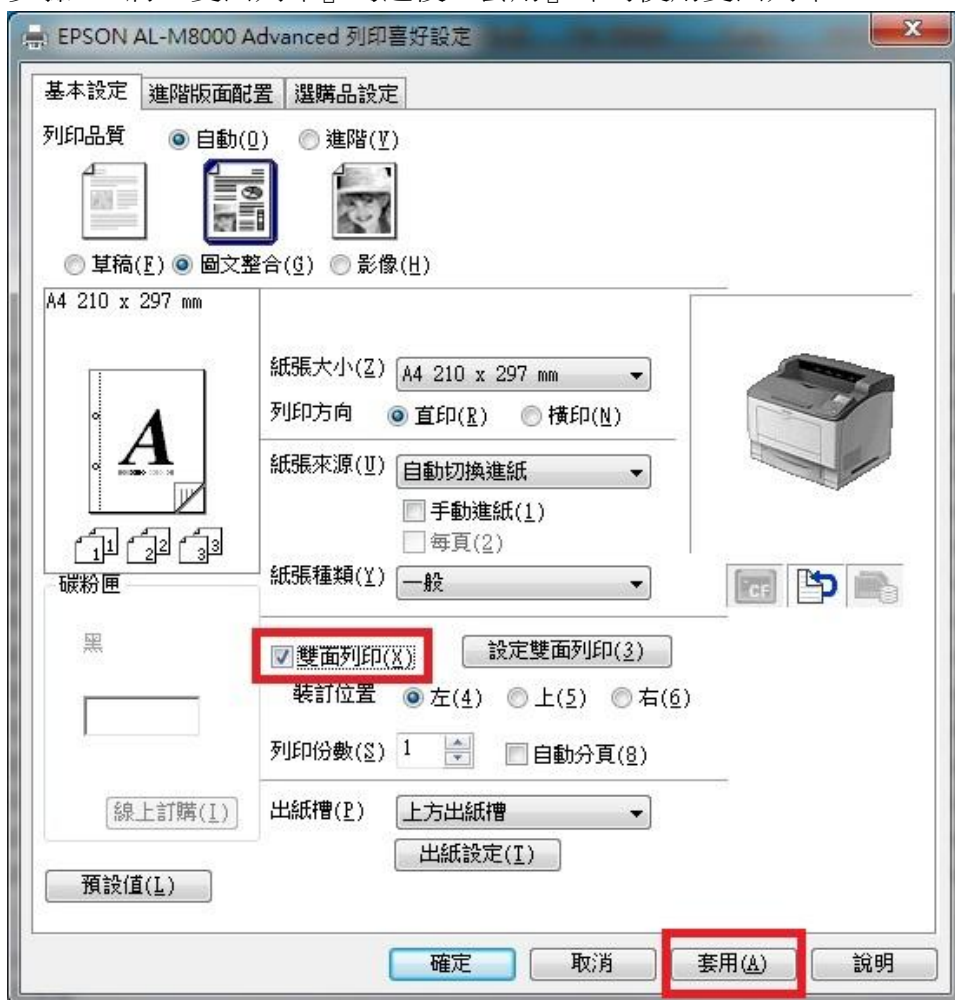 EPSON AL-M8000 Advanced 列印喜好設定
基本設定 進階版面配置 選購品設定
列印品質 自動(O) 進階(V)
草稿(F) 圖文整合(G) 影像(H)
A4 210 x 297 mm
紙張大小(Z) A4 210 x 297 mm
列印方向 直印(R) 橫印(N)
紙張來源(U) 自動切換進紙
手動進紙(1)
每頁(2)
A
1 1 2 2 3 3
紙張種類(Y) 一般
CF
碳粉匣
黑
雙面列印(X) 設定雙面列印(3)
裝訂位置 左(4) 上(5) 右(6)
列印份數(S) 1 自動分頁(8)
線上訂購(I)
出紙槽(P) 上方出紙槽
出紙設定(T)
預設值(L)
確定 取消 套用(A) 說明